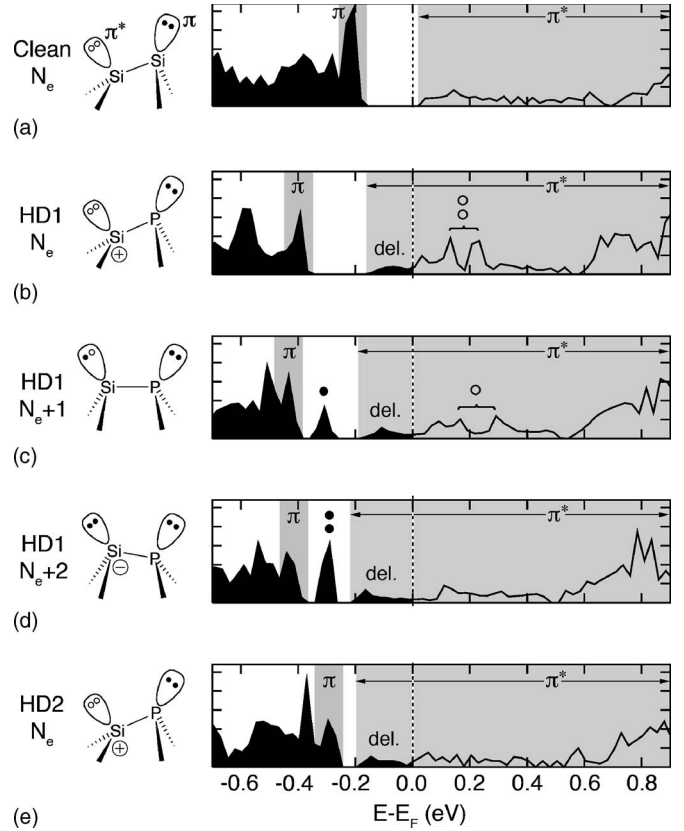 Clean
N_e
π*
π
Si
Si
π
π*
(a)
HD1
N_e
Si
P
⊕
π
π*
del.
(b)
HD1
N_e+1
Si
P
π
π*
del.
(c)
HD1
N_e+2
Si
P
⊖
π
π*
del.
(d)
HD2
N_e
Si
P
⊕
π
π*
del.
-0.6 -0.4 -0.2 0.0 0.2 0.4 0.6 0.8
E-E_F (eV)
(e)